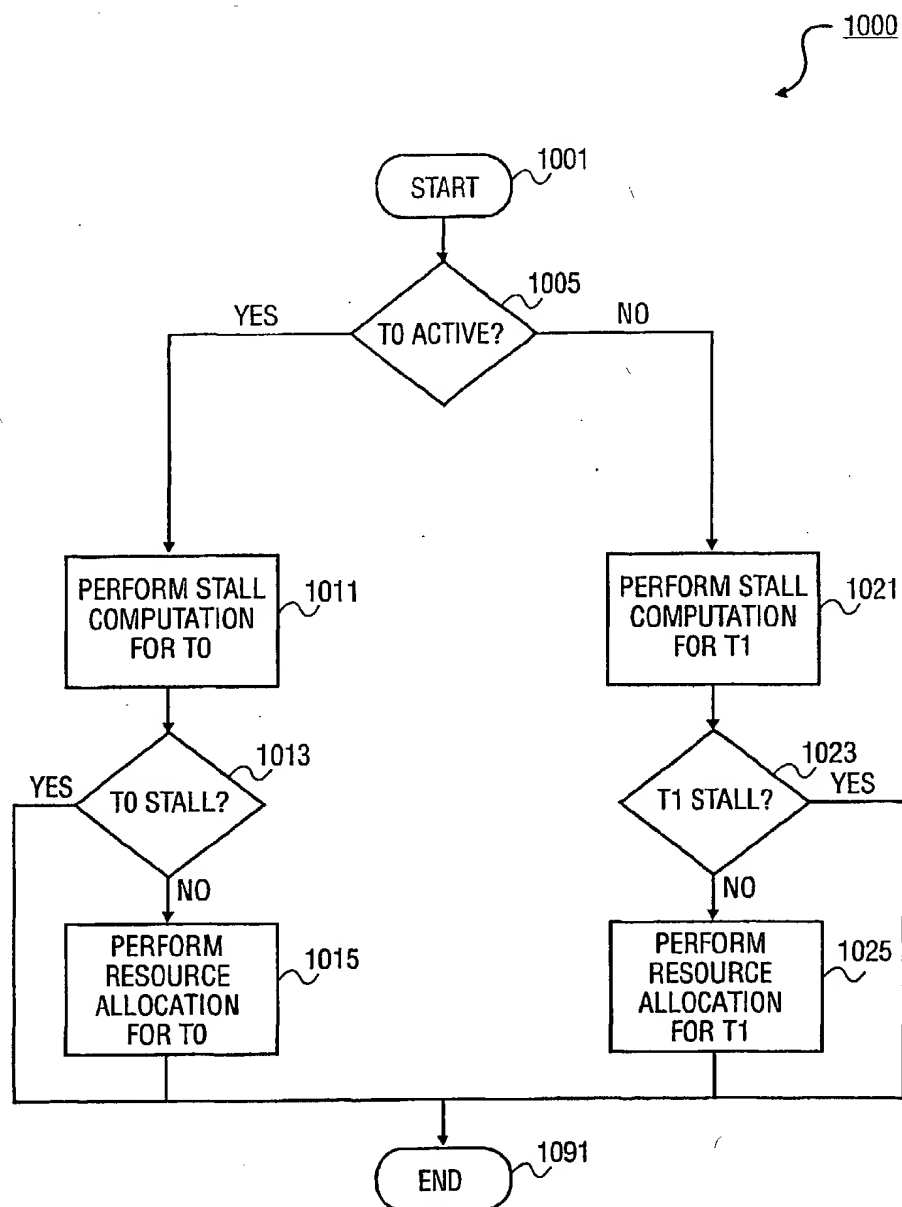 1000
START
1001
T0 ACTIVE?
1005
YES
NO
PERFORM STALL
COMPUTATION
FOR T0
1011
PERFORM STALL
COMPUTATION
FOR T1
1021
T0 STALL?
1013
YES
NO
T1 STALL?
1023
YES
NO
PERFORM
RESOURCE
ALLOCATION
FOR T0
1015
PERFORM
RESOURCE
ALLOCATION
FOR T1
1025
END
1091